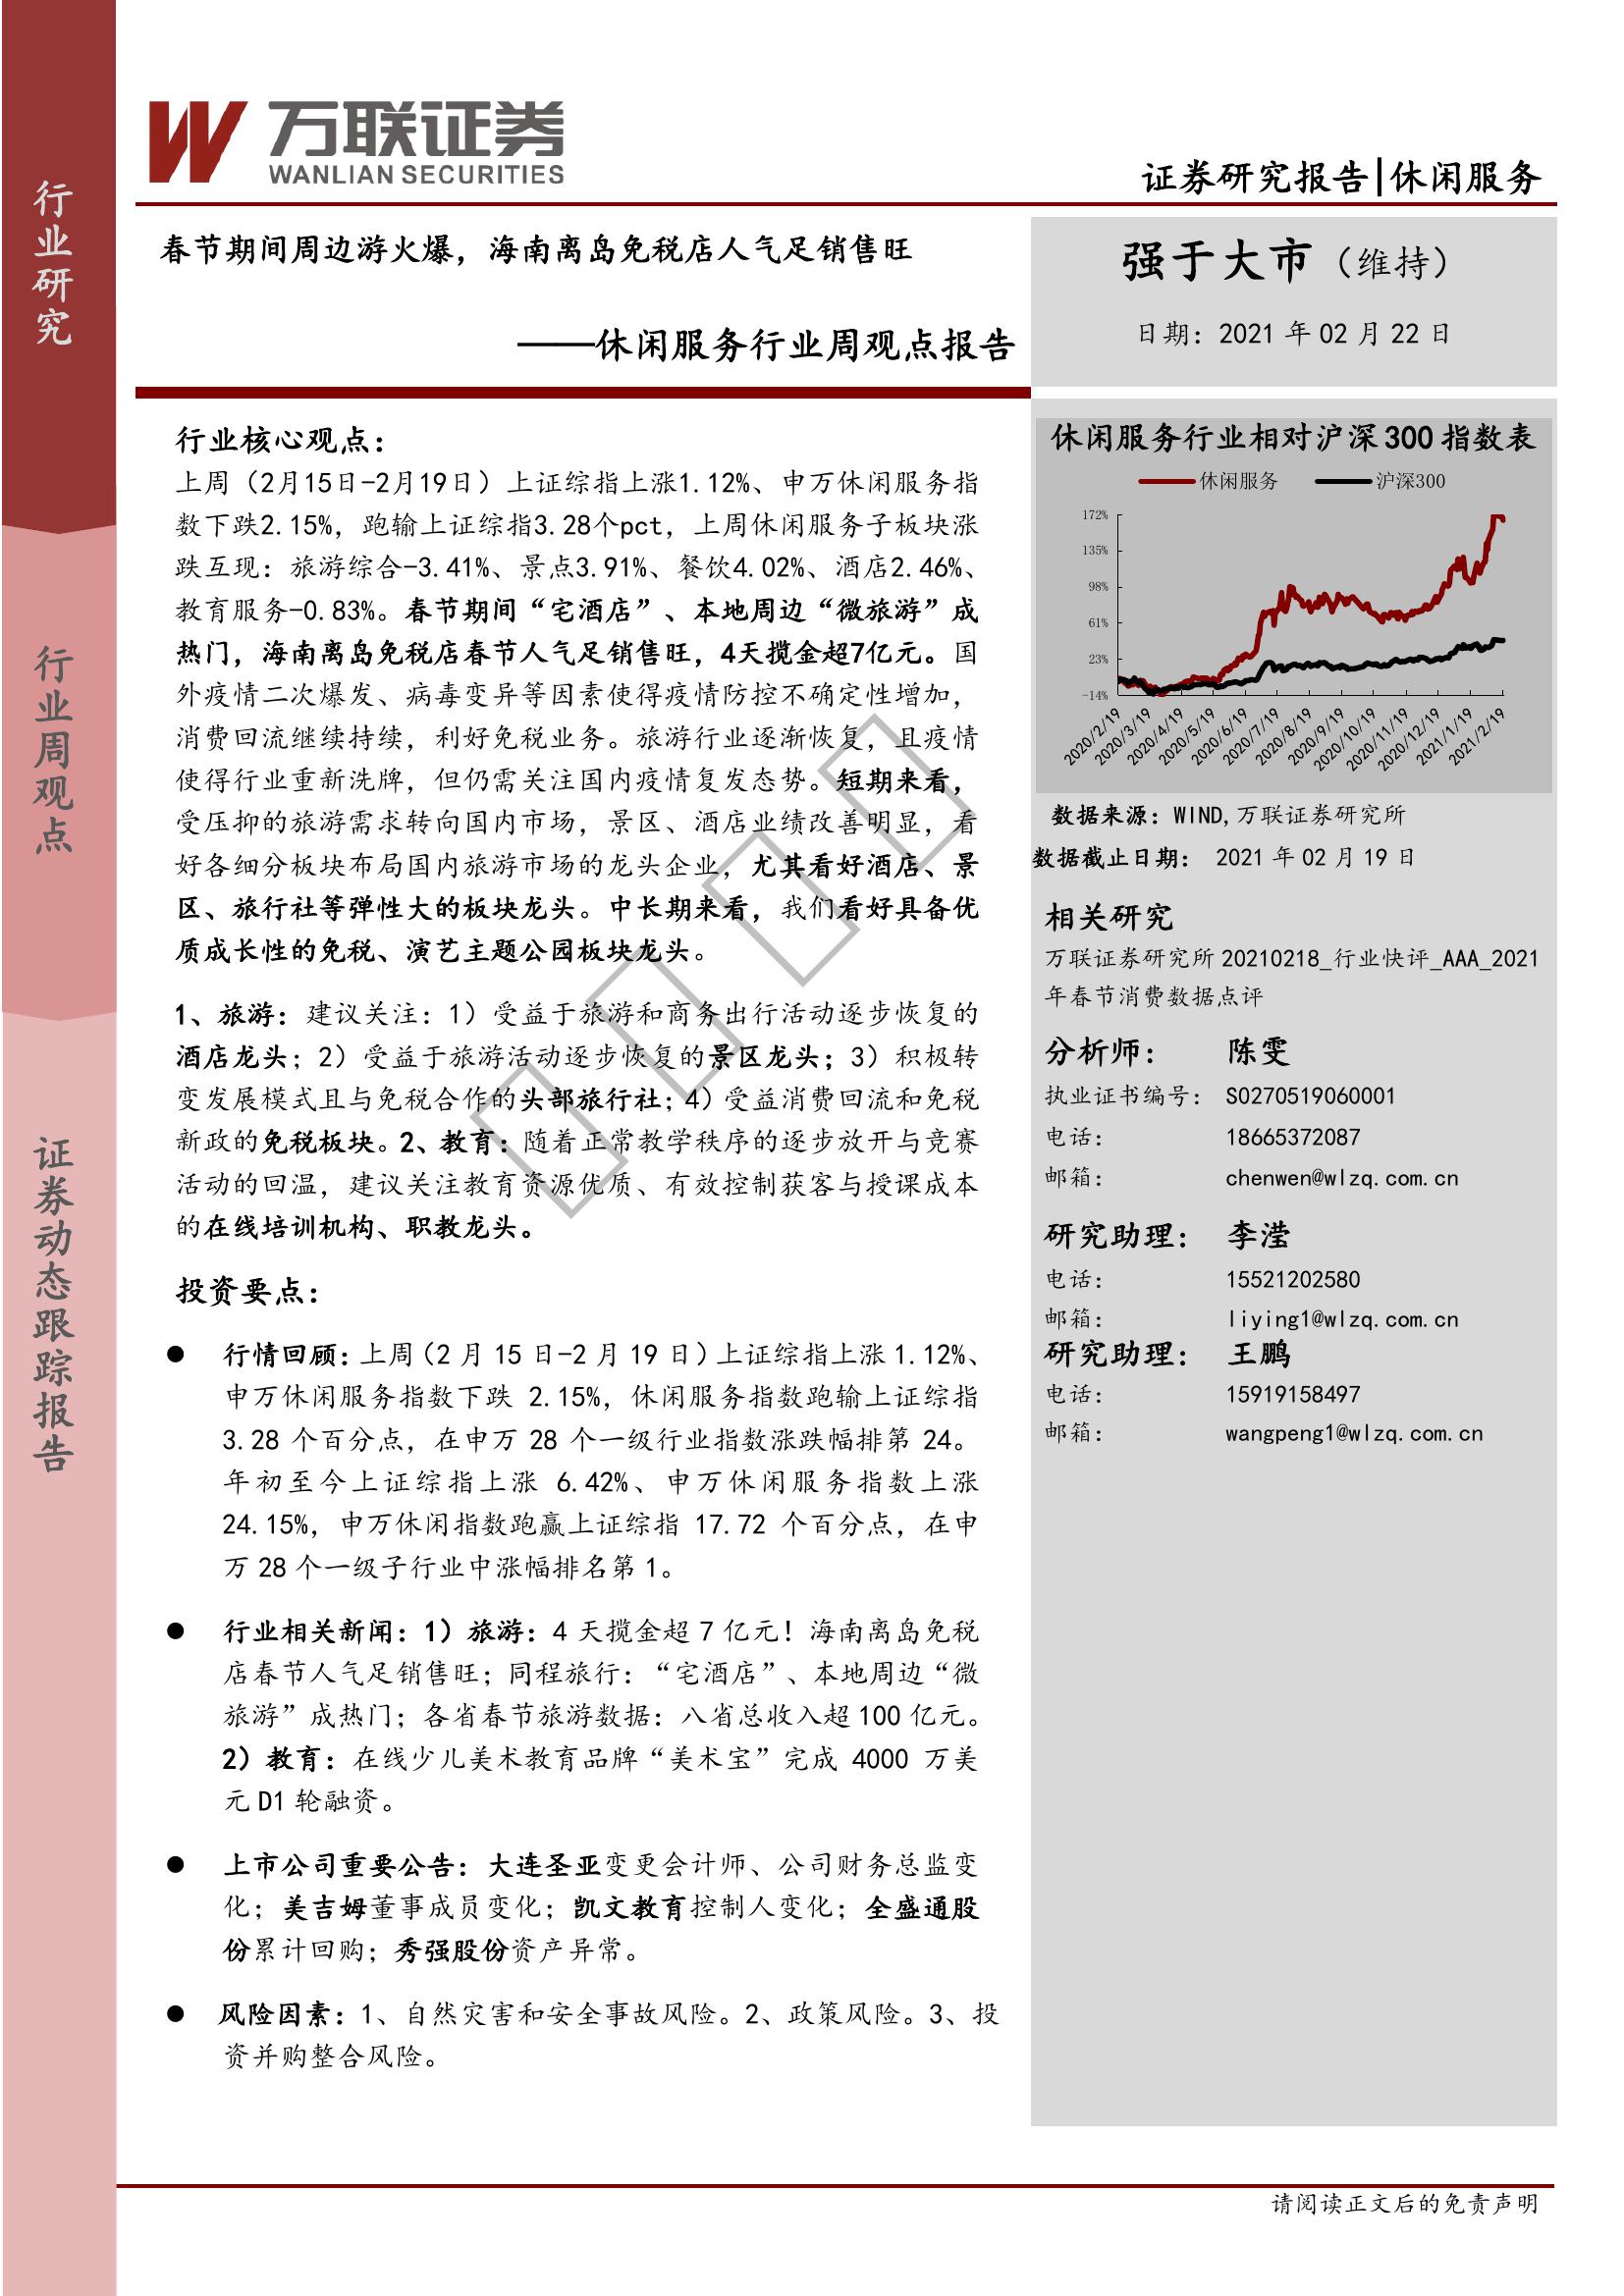 行业研究
行业周观点
证券动态跟踪报告
万联证券
WANLIAN SECURITIES
证券研究报告|休闲服务
春节期间周边游火爆，海南离岛免税店人气足销售旺
——休闲服务行业周观点报告
强于大市（维持）
日期：2021 年 02 月 22 日
行业核心观点：
上周（2月15日-2月19日）上证综指上涨1.12%、申万休闲服务指
数下跌2.15%，跑输上证综指3.28个pct，上周休闲服务子板块涨
跌互现：旅游综合-3.41%、景点3.91%、餐饮4.02%、酒店2.46%、
教育服务-0.83%。春节期间“宅酒店”、本地周边“微旅游”成
热门，海南离岛免税店春节人气足销售旺，4天揽金超7亿元。国
外疫情二次爆发、病毒变异等因素使得疫情防控不确定性增加，
消费回流继续持续，利好免税业务。旅游行业逐渐恢复，且疫情
使得行业重新洗牌，但仍需关注国内疫情复发态势。短期来看，
受压抑的旅游需求转向国内市场，景区、酒店业绩改善明显，看
好各细分板块布局国内旅游市场的龙头企业，尤其看好酒店、景
区、旅行社等弹性大的板块龙头。中长期来看，我们看好具备优
质成长性的免税、演艺主题公园板块龙头。
1、旅游：建议关注：1）受益于旅游和商务出行活动逐步恢复的
酒店龙头；2）受益于旅游活动逐步恢复的景区龙头；3）积极转
变发展模式且与免税合作的头部旅行社；4）受益消费回流和免税
新政的免税板块。2、教育：随着正常教学秩序的逐步放开与竞赛
活动的回温，建议关注教育资源优质、有效控制获客与授课成本
的在线培训机构、职教龙头。
投资要点：
● 行情回顾：上周（2 月 15 日-2 月 19 日）上证综指上涨 1.12%、
申万休闲服务指数下跌 2.15%，休闲服务指数跑输上证综指
3.28 个百分点，在申万 28 个一级行业指数涨跌幅排第 24。
年初至今上证综指上涨 6.42%、申万休闲服务指数上涨
24.15%，申万休闲指数跑赢上证综指 17.72 个百分点，在申
万 28 个一级子行业中涨幅排名第 1。
● 行业相关新闻：1）旅游：4 天揽金超 7 亿元！海南离岛免税
店春节人气足销售旺；同程旅行：“宅酒店”、本地周边“微
旅游”成热门；各省春节旅游数据：八省总收入超 100 亿元。
2）教育：在线少儿美术教育品牌“美术宝”完成 4000 万美
元 D1 轮融资。
● 上市公司重要公告：大连圣亚变更会计师、公司财务总监变
化；美吉姆董事成员变化；凯文教育控制人变化；全盛通股
份累计回购；秀强股份资产异常。
● 风险因素：1、自然灾害和安全事故风险。2、政策风险。3、投
资并购整合风险。
休闲服务行业相对沪深 300 指数表
休闲服务 沪深300
172%
135%
98%
61%
23%
-14%
2020/2/19
2020/3/19
2020/4/19
2020/5/19
2020/6/19
2020/7/19
2020/8/19
2020/9/19
2020/10/19
2020/11/19
2020/12/19
2021/1/19
2021/2/19
数据来源：WIND,万联证券研究所
数据截止日期： 2021 年 02 月 19 日
相关研究
万联证券研究所 20210218_行业快评_AAA_2021
年春节消费数据点评
分析师： 陈雯
执业证书编号： S0270519060001
电话： 18665372087
邮箱： chenwen@wlzq.com.cn
研究助理： 李滢
电话： 15521202580
邮箱： liying1@wlzq.com.cn
研究助理： 王鹏
电话： 15919158497
邮箱： wangpeng1@wlzq.com.cn
请阅读正文后的免责声明